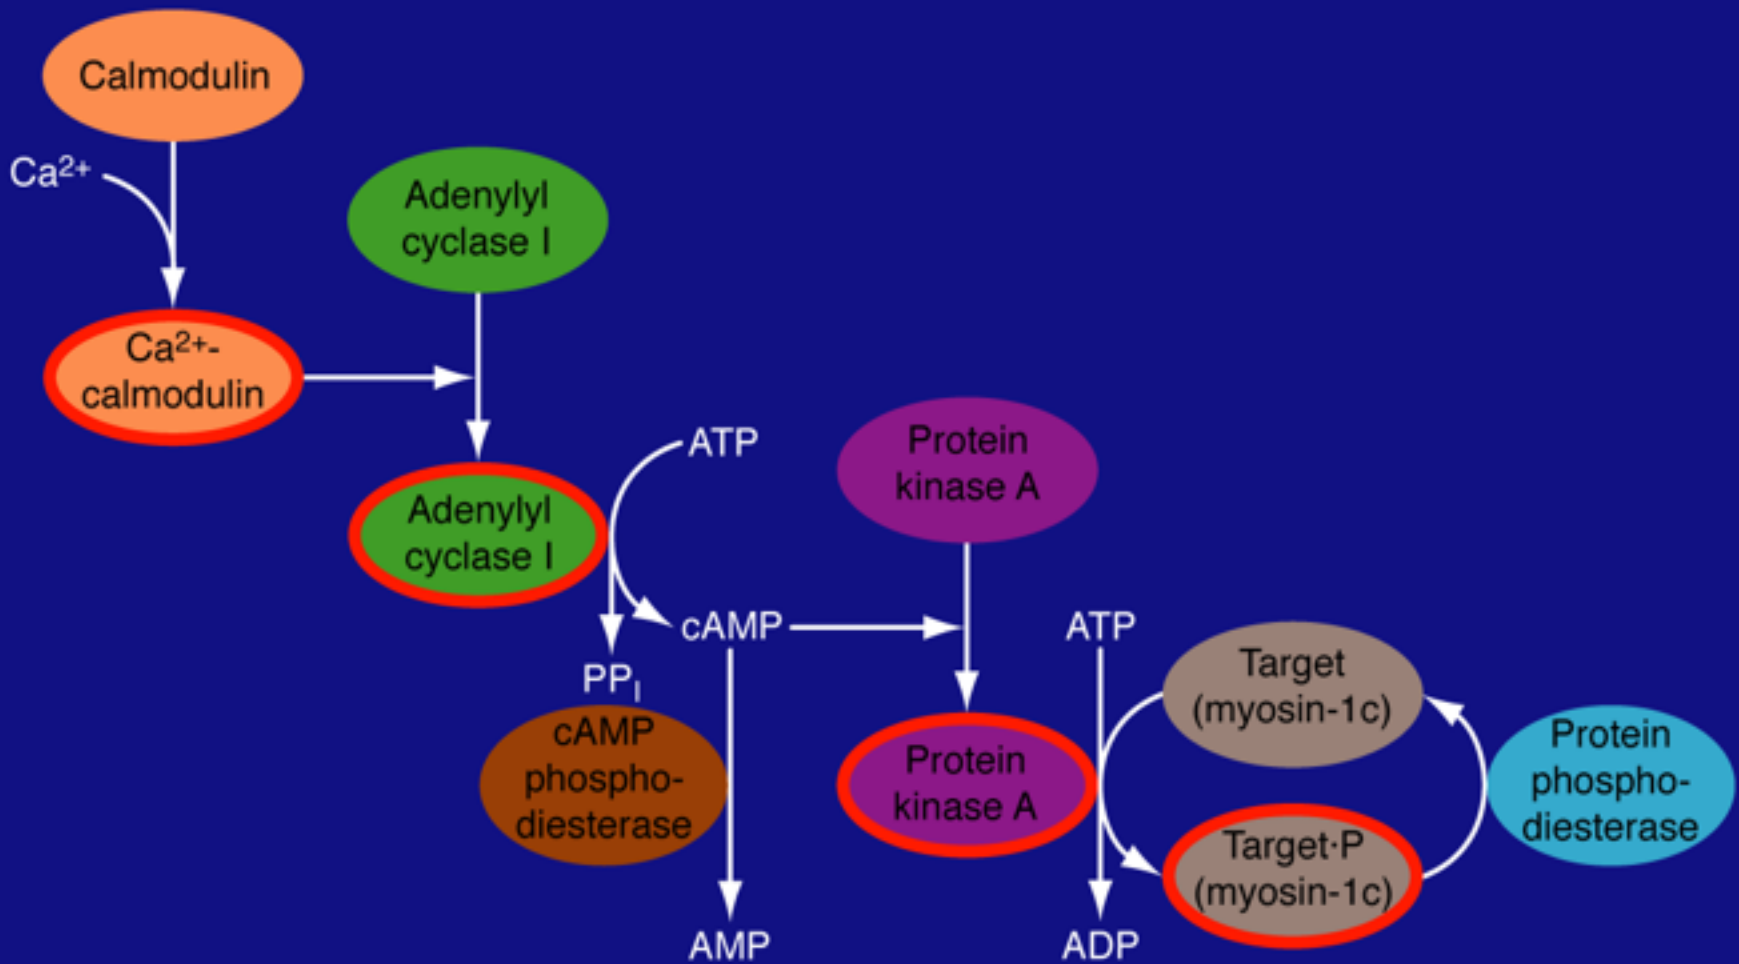 Calmodulin
Ca²⁺
Adenylyl
cyclase I
Ca²⁺-
calmodulin
ATP
Protein
kinase A
Adenylyl
cyclase I
cAMP
ATP
PP_I
Target
(myosin-1c)
cAMP
phospho-
diesterase
Protein
kinase A
Protein
phospho-
diesterase
Target·P
(myosin-1c)
AMP
ADP